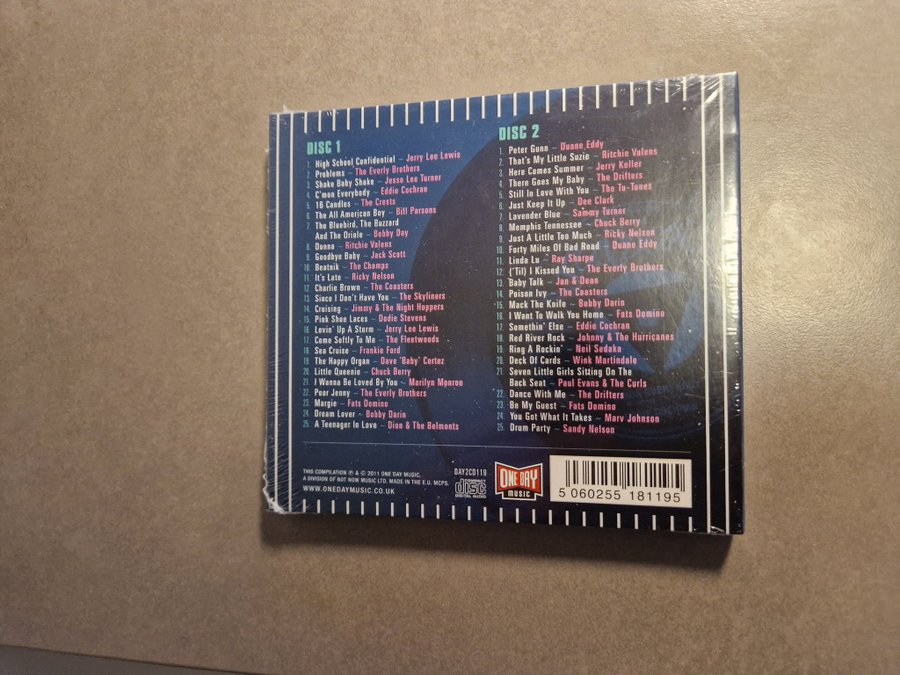 DISC 1
1. High School Confidential ~ Jerry Lee Lewis
2. Problems ~ The Everly Brothers
3. Shake Baby Shake ~ Jesse Lee Turner
4. C'mon Everybody ~ Eddie Cochran
5. 16 Candles ~ The Crests
6. The All American Boy ~ Bill Parsons
7. The Bluebird, The Buzzard
And The Oriole ~ Bobby Day
8. Donna ~ Ritchie Valens
9. Goodbye Baby ~ Jack Scott
10. Beatnik ~ The Champs
11. It's Late ~ Ricky Nelson
12. Charlie Brown ~ The Coasters
13. Since I Don't Have You ~ The Skyliners
14. Cruising ~ Jimmy & The Night Hoppers
15. Pink Shoe Laces ~ Dodie Stevens
16. Lovin' Up A Storm ~ Jerry Lee Lewis
17. Come Softly To Me ~ The Fleetwoods
18. Sea Cruise ~ Frankie Ford
19. The Happy Organ ~ Dave 'Baby' Cortez
20. Little Queenie ~ Chuck Berry
21. I Wanna Be Loved By You ~ Marilyn Monroe
22. Poor Jenny ~ The Everly Brothers
23. Margie ~ Fats Domino
24. Dream Lover ~ Bobby Darin
25. A Teenager In Love ~ Dion & The Belmonts
DISC 2
1. Peter Gunn ~ Duane Eddy
2. That's My Little Suzie ~ Ritchie Valens
3. Here Comes Summer ~ Jerry Keller
4. There Goes My Baby ~ The Drifters
5. Still In Love With You ~ The Tu-Tones
6. Just Keep It Up ~ Dee Clark
7. Lavender Blue ~ Sammy Turner
8. Memphis Tennessee ~ Chuck Berry
9. Just A Little Too Much ~ Ricky Nelson
10. Forty Miles Of Bad Road ~ Duane Eddy
11. Linda Lu ~ Ray Sharpe
12. ('Til) I Kissed You ~ The Everly Brothers
13. Baby Talk ~ Jan & Dean
14. Poison Ivy ~ The Coasters
15. Mack The Knife ~ Bobby Darin
16. I Want To Walk You Home ~ Fats Domino
17. Somethin' Else ~ Eddie Cochran
18. Red River Rock ~ Johnny & The Hurricanes
19. Ring A Rockin' ~ Neil Sedaka
20. Deck Of Cards ~ Wink Martindale
21. Seven Little Girls Sitting On The
Back Seat ~ Paul Evans & The Curls
22. Dance With Me ~ The Drifters
23. Be My Guest ~ Fats Domino
24. You Got What It Takes ~ Marv Johnson
25. Drum Party ~ Sandy Nelson
THIS COMPILATION ℗ & © 2011 ONE DAY MUSIC.
A DIVISION OF NOT NOW MUSIC LTD. MADE IN THE E.U. MCPS.
WWW.ONEDAYMUSIC.CO.UK
DAY2CD119
COMPACT
disc
DIGITAL AUDIO
ONE DAY
MUSIC
5 060255 181195